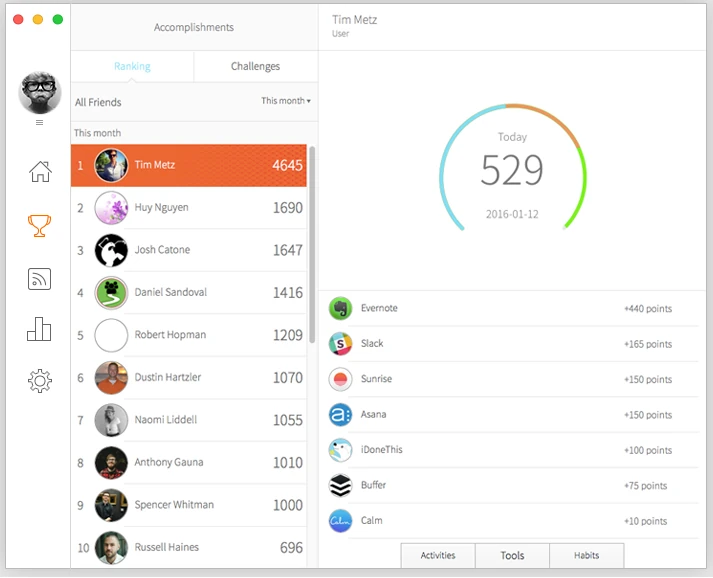 Accomplishments
Ranking
Challenges
All Friends
This month ▾
This month
1 Tim Metz 4645
2 Huy Nguyen 1690
3 Josh Catone 1647
4 Daniel Sandoval 1416
5 Robert Hopman 1209
6 Dustin Hartzler 1070
7 Naomi Liddell 1055
8 Anthony Gauna 1010
9 Spencer Whitman 1000
10 Russell Haines 696
Tim Metz
User
Today
529
2016-01-12
Evernote +440 points
Slack +165 points
Sunrise +150 points
a: Asana +150 points
iDoneThis +100 points
Buffer +75 points
Calm Calm +10 points
Activities
Tools
Habits